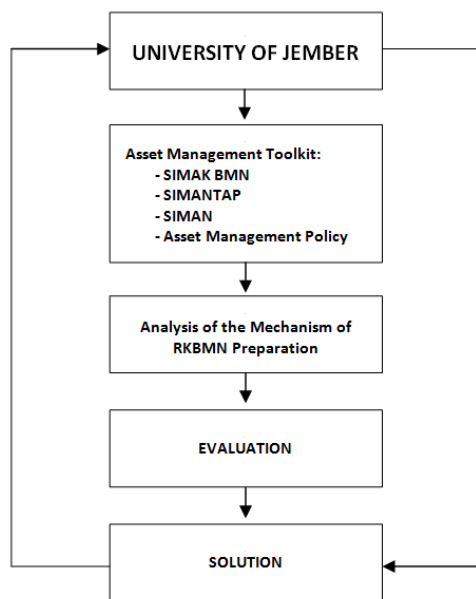 UNIVERSITY OF JEMBER
Asset Management Toolkit:
- SIMAK BMN
- SIMANTAP
- SIMAN
- Asset Management Policy
Analysis of the Mechanism of
RKBMN Preparation
EVALUATION
SOLUTION